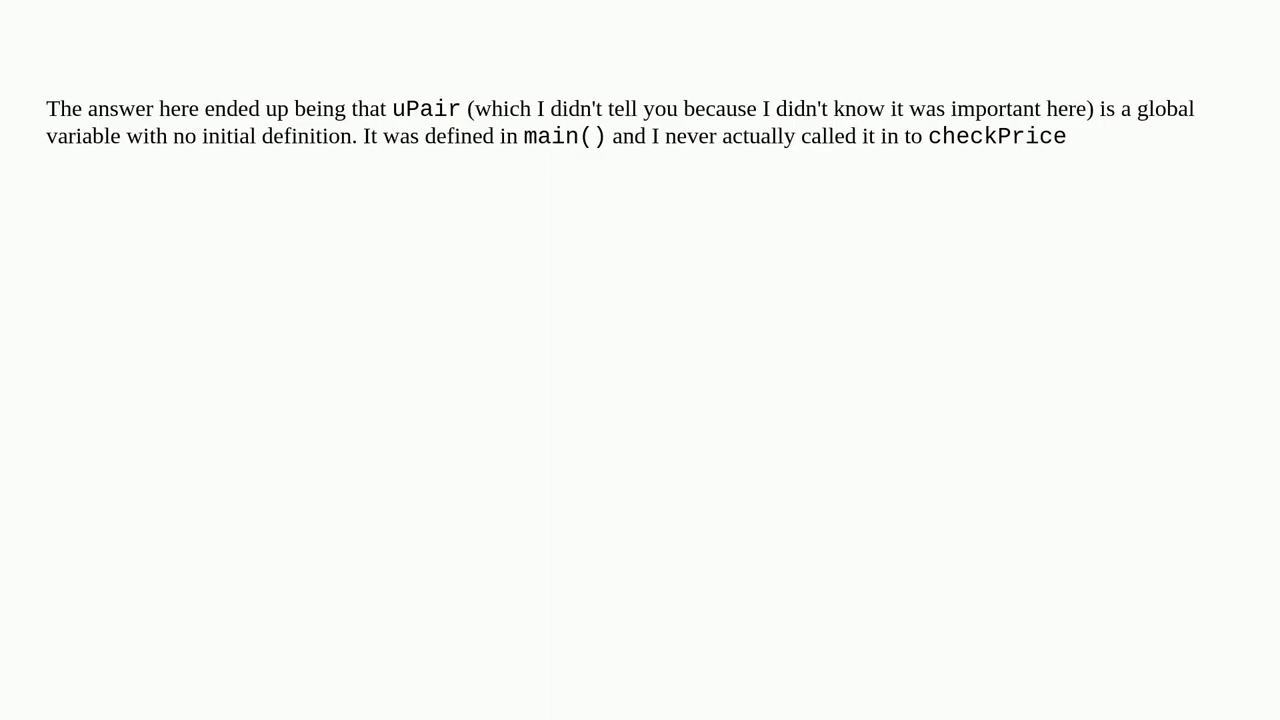 The answer here ended up being that uPair (which I didn't tell you because I didn't know it was important here) is a global
variable with no initial definition. It was defined in main() and I never actually called it in to checkPrice